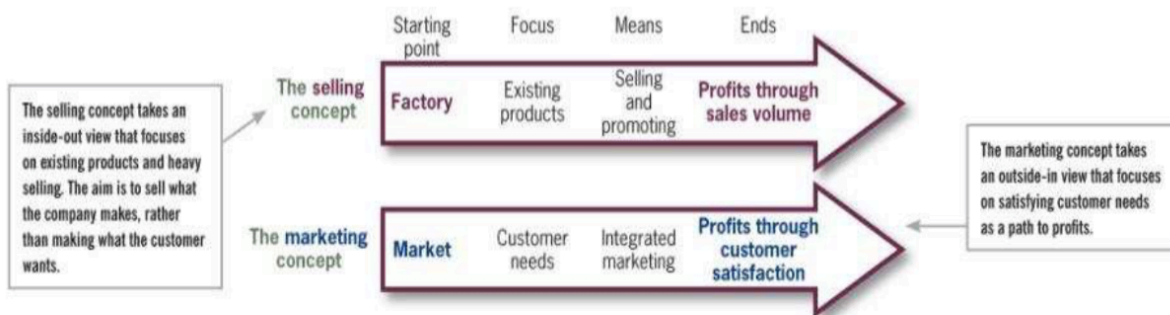 Starting
point
Focus
Means
Ends
The selling concept takes an
inside-out view that focuses
on existing products and heavy
selling. The aim is to sell what
the company makes, rather
than making what the customer
wants.
The selling
concept
Factory
Existing
products
Selling
and
promoting
Profits through
sales volume
The marketing
concept
Market
Customer
needs
Integrated
marketing
Profits through
customer
satisfaction
The marketing concept takes
an outside-in view that focuses
on satisfying customer needs
as a path to profits.